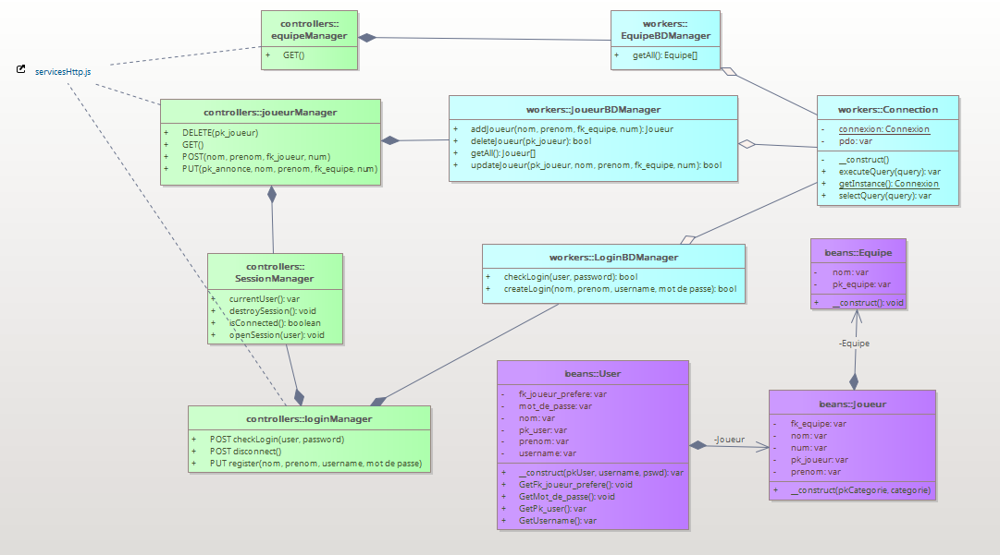 controllers::
equipeManager
+ GET()
workers::
EquipeBDManager
+ getAll(): Equipe[]
servicesHttp.js
controllers::joueurManager
+ DELETE(pk_joueur)
+ GET()
+ POST(nom, prenom, fk_joueur, num)
+ PUT(pk_annonce, nom, prenom, fk_equipe, num)
workers::JoueurBDManager
+ addJoueur(nom, prenom, fk_equipe, num): Joueur
+ deleteJoueur(pk_joueur): bool
+ getAll(): Joueur[]
+ updateJoueur(pk_joueur, nom, prenom, fk_equipe, num): bool
workers::Connection
- connexion: Connexion
- pdo: var
- __construct()
+ executeQuery(query): var
+ getInstance(): Connexion
+ selectQuery(query): var
controllers::
SessionManager
+ currentUser(): var
+ destroySession(): void
+ isConnected(): boolean
+ openSession(user): void
workers::LoginBDManager
+ checkLogin(user, password): bool
+ createLogin(nom, prenom, username, mot de passe): bool
beans::Equipe
- nom: var
- pk_equipe: var
+ __construct(): void
-Equipe
controllers::loginManager
+ POST checkLogin(user, password)
+ POST disconnect()
+ PUT register(nom, prenom, username, mot de passe)
beans::User
- fk_joueur_prefere: var
- mot_de_passe: var
- nom: var
- pk_user: var
- prenom: var
- username: var
+ __construct(pkUser, username, pswd): var
+ GetFk_joueur_prefere(): void
+ GetMot_de_passe(): void
+ GetPk_user(): var
+ GetUsername(): var
-Joueur
beans::Joueur
- fk_equipe: var
- nom: var
- num: var
- pk_joueur: var
- prenom: var
+ __construct(pkCategorie, categorie)